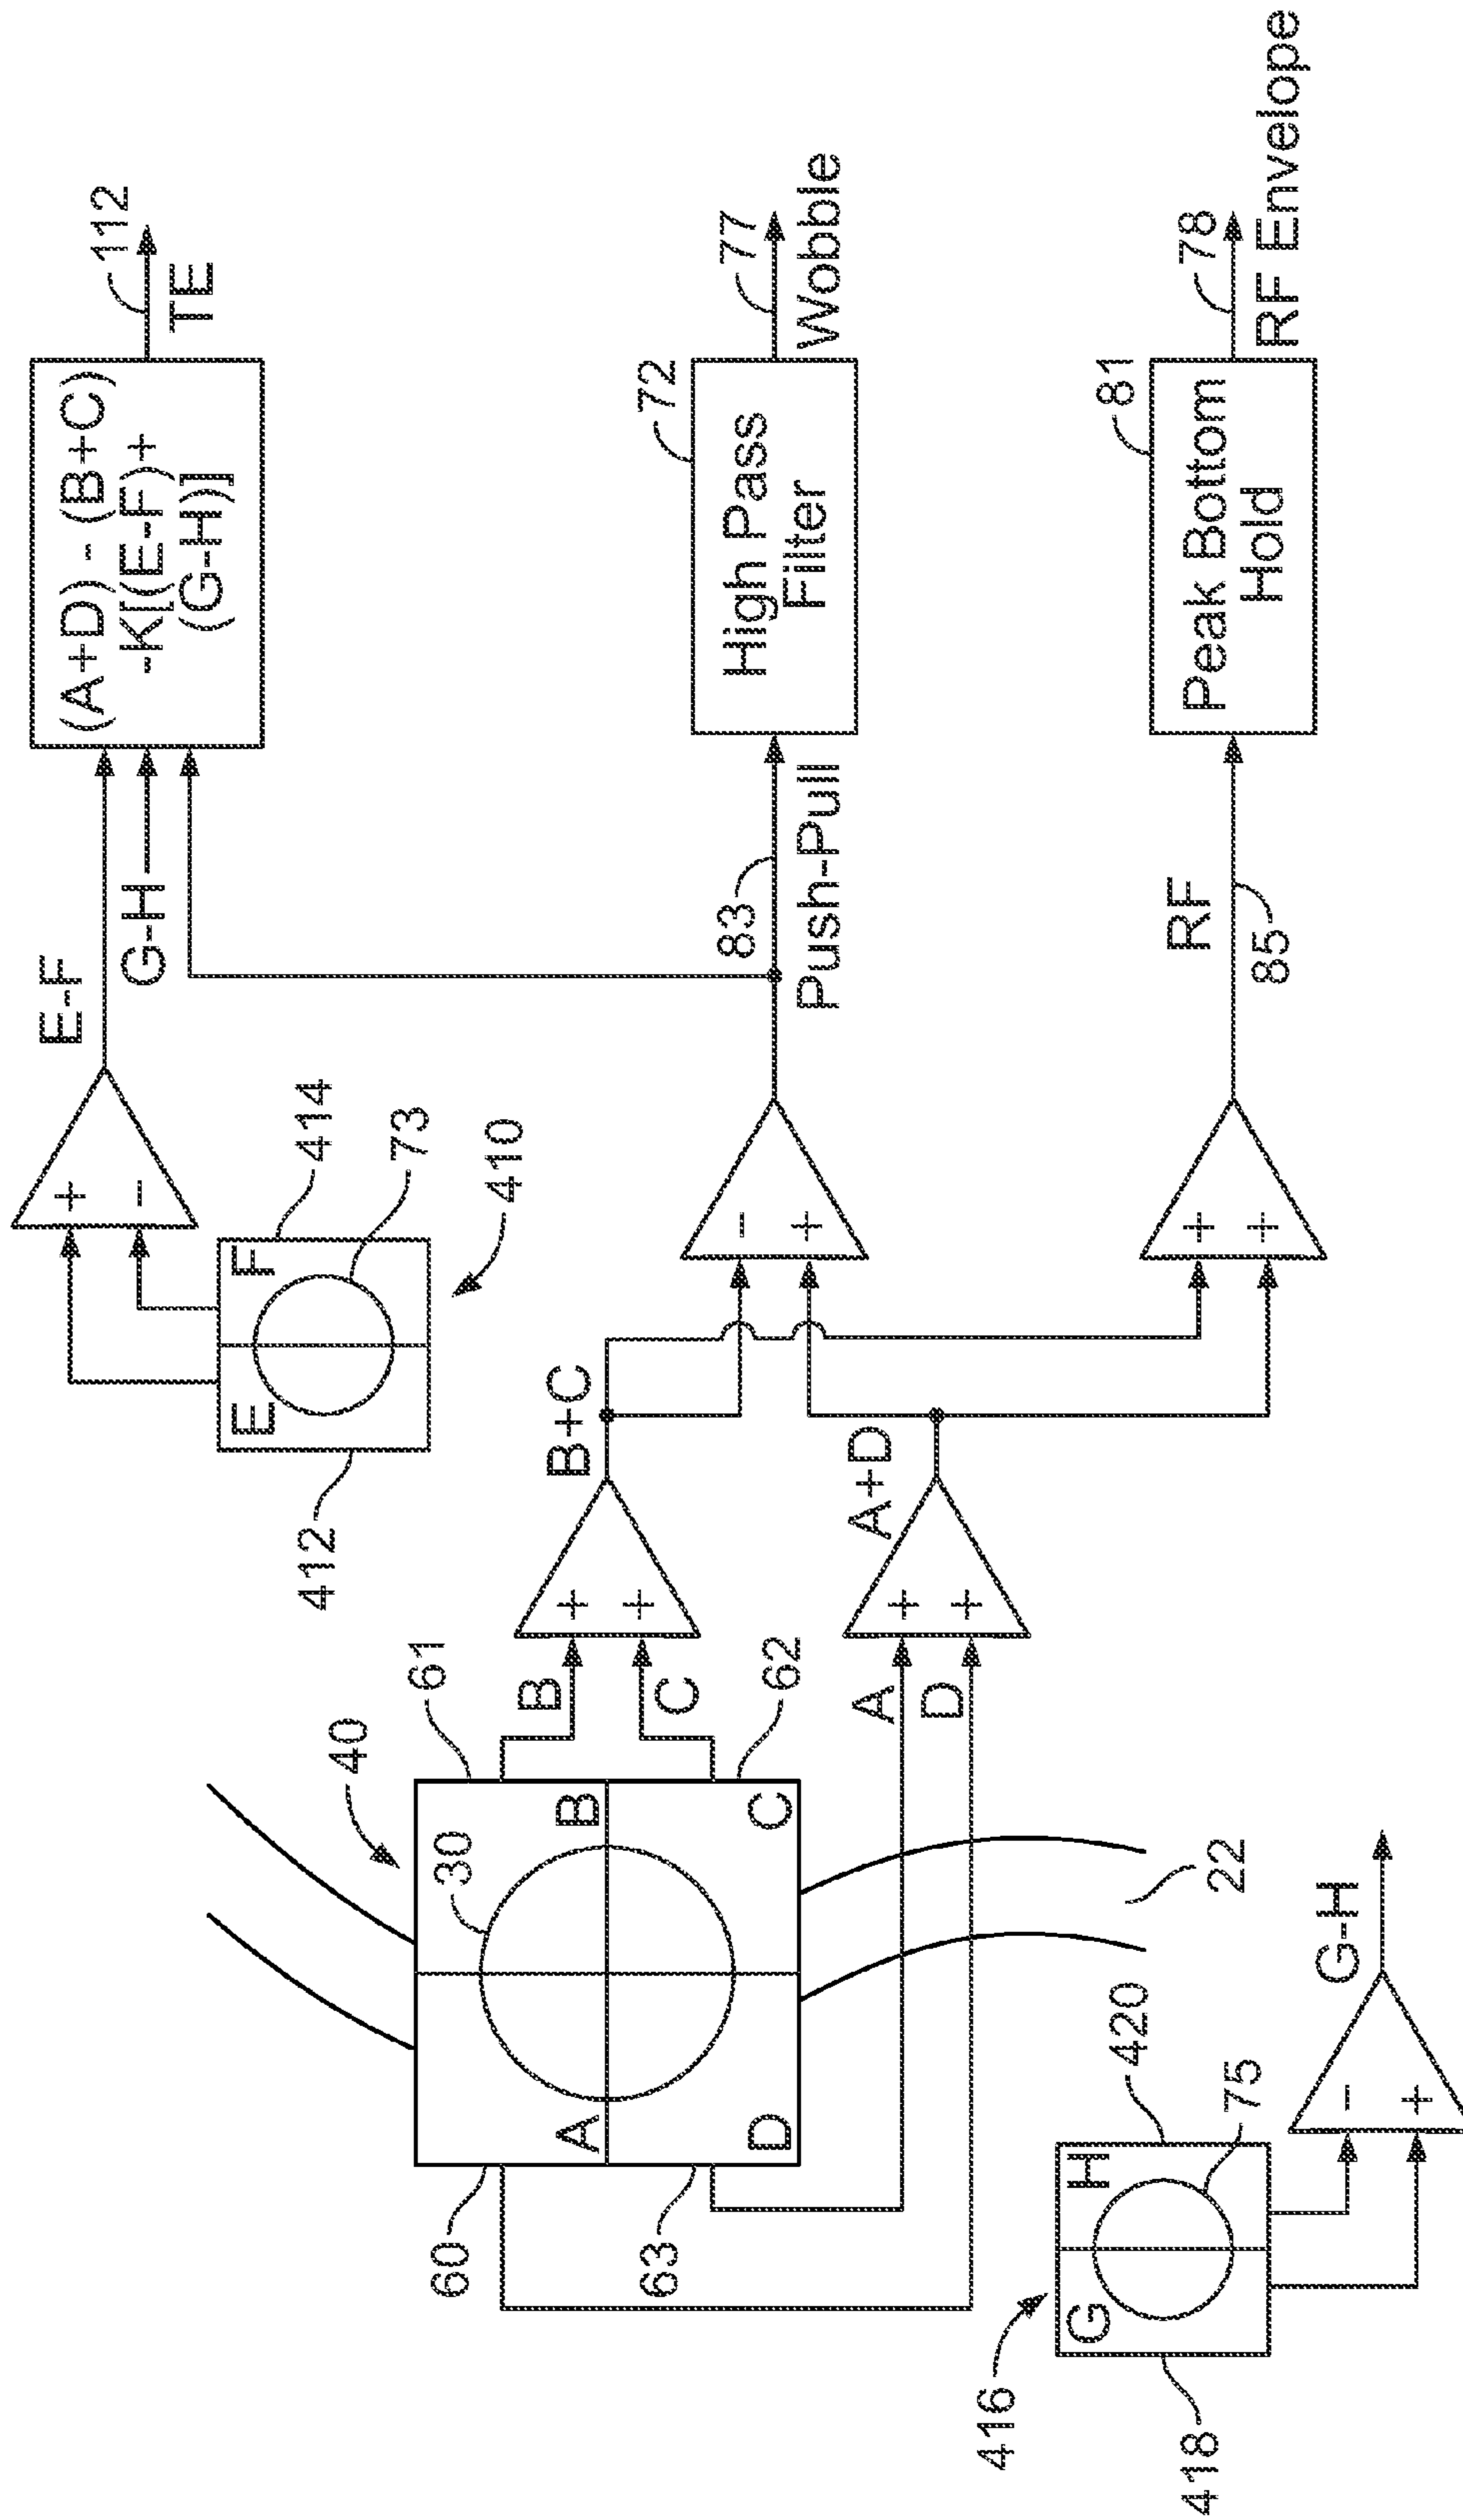 E-F
G-H
(A+D) - (B+C)
-K[(E-F)+
(G-H)]
112
TE
+
-
E
F
412
414
73
410
40
61
30
60
A
B
D
C
63
62
B
C
+
+
B+C
A
D
+
+
A+D
-
+
83
Push-Pull
72
High Pass
Filter
77
Wobble
+
+
RF
85
81
Peak Bottom
Hold
78
RF Envelope
22
416
418
G
H
420
75
-
+
G-H